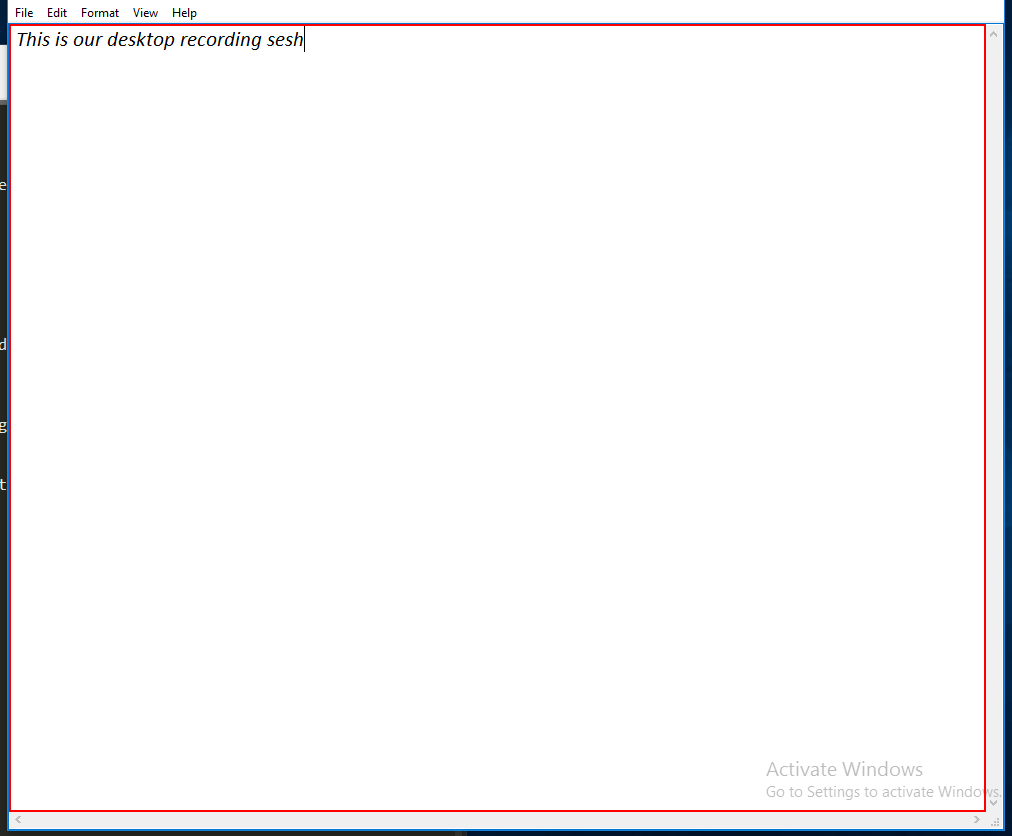 File Edit Format View Help
This is our desktop recording sesh
e
d
g
t
Activate Windows
Go to Settings to activate Windows.